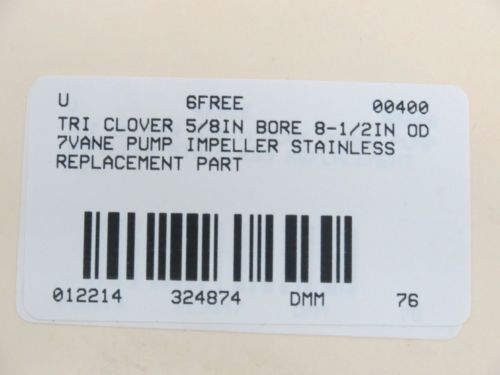 U 6FREE 00400
TRI CLOVER 5/8IN BORE 8-1/2IN OD
7VANE PUMP IMPELLER STAINLESS
REPLACEMENT PART
012214 324874 DMM 76